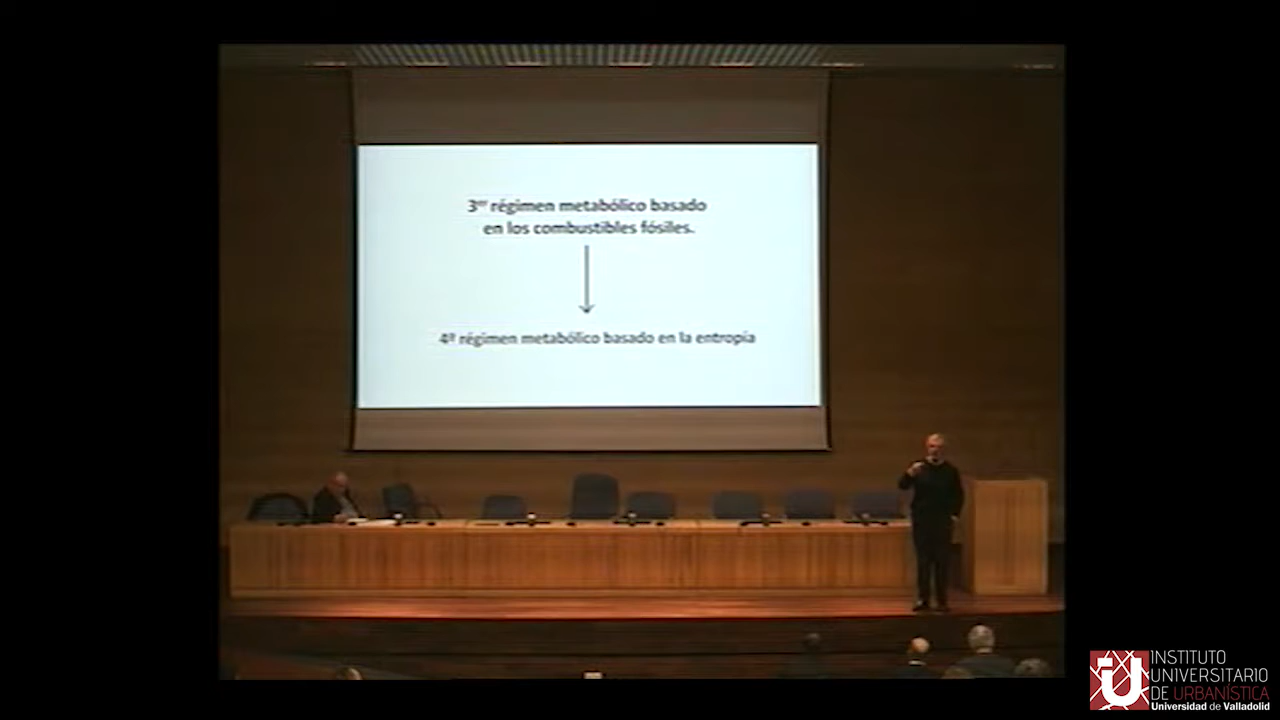 3er régimen metabólico basado
en los combustibles fósiles.
4º régimen metabólico basado en la entropía
INSTITUTO
UNIVERSITARIO
DE URBANÍSTICA
Universidad de Valladolid